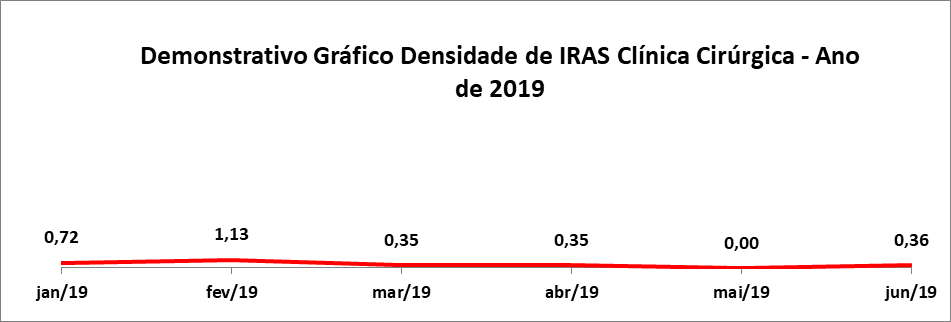 Demonstrativo Gráfico Densidade de IRAS Clínica Cirúrgica - Ano
de 2019
0,72 1,13 0,35 0,35 0,00 0,36
jan/19 fev/19 mar/19 abr/19 mai/19 jun/19